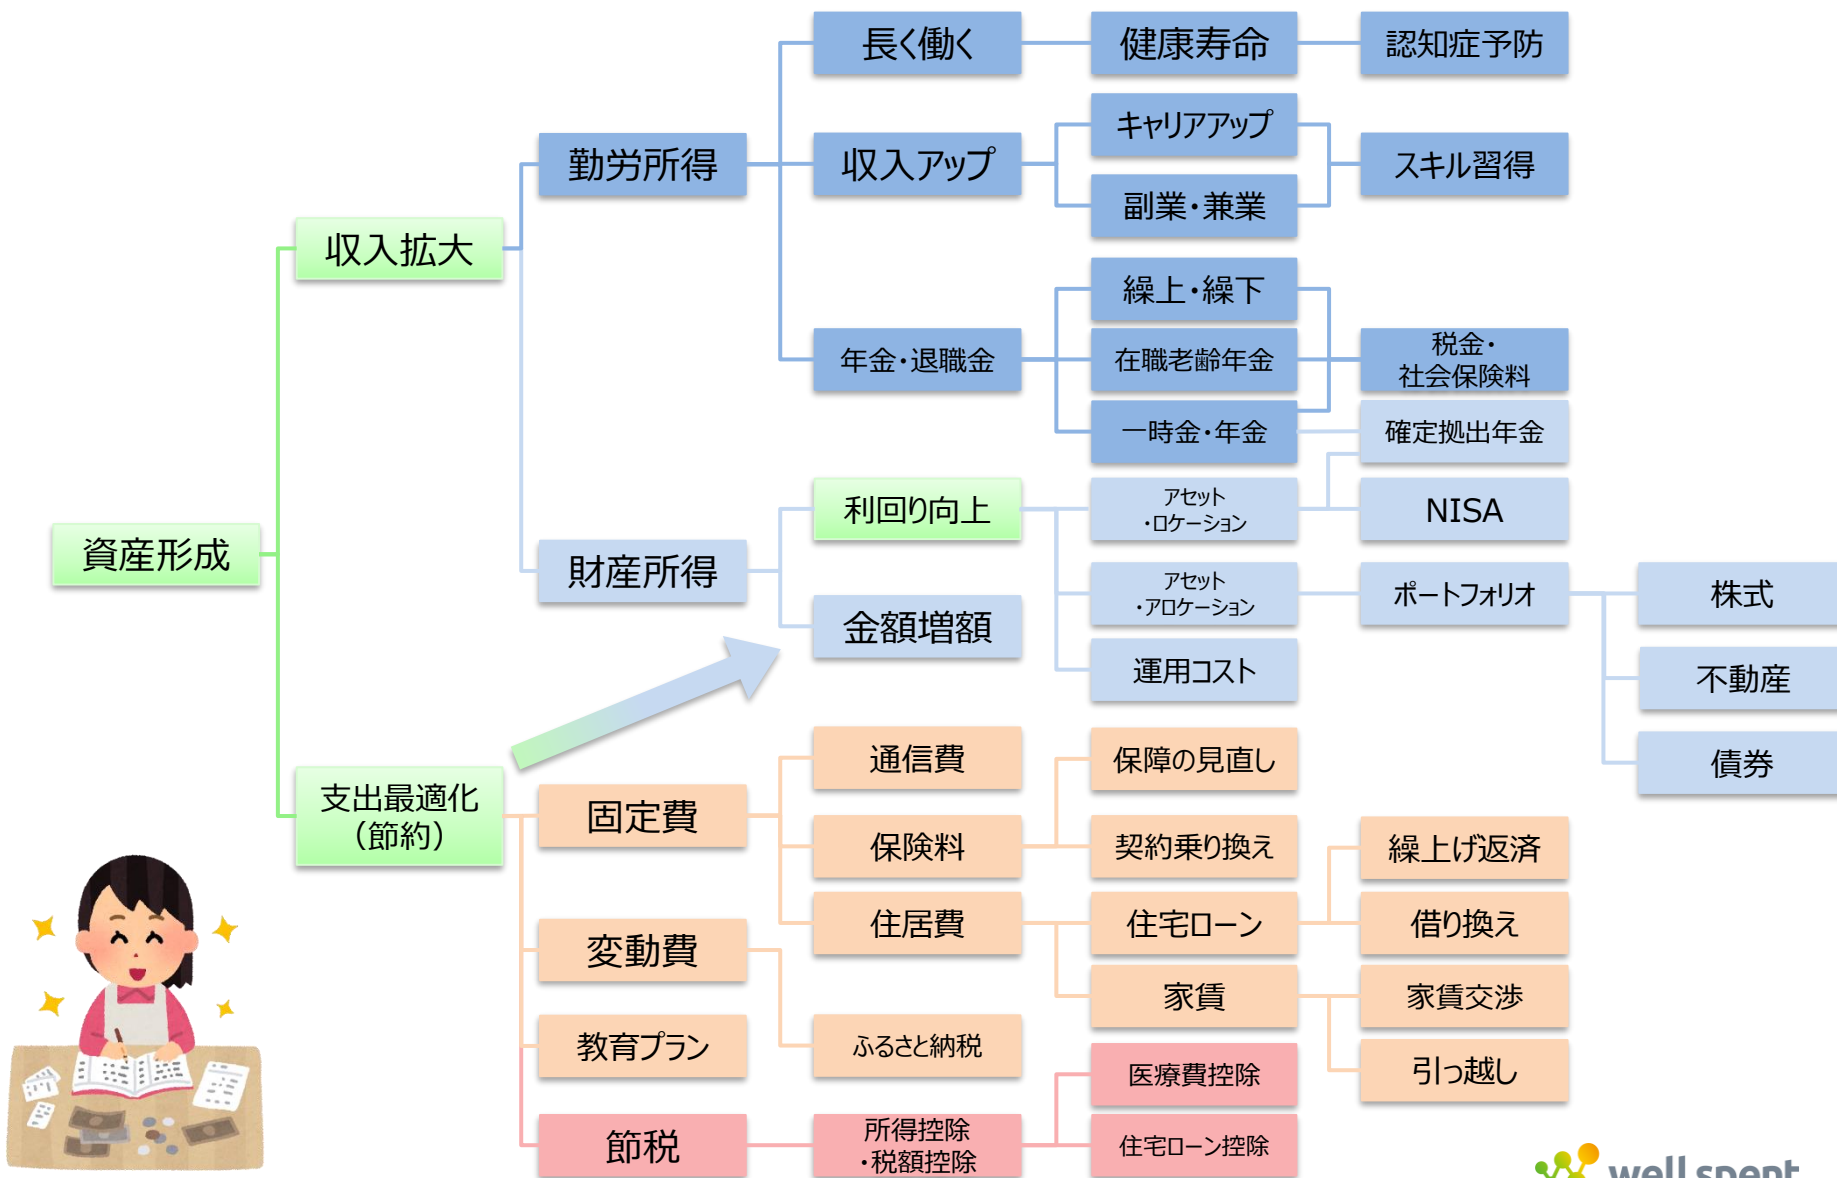 長く働く
健康寿命
認知症予防
キャリアアップ
勤労所得
収入アップ
スキル習得
副業・兼業
収入拡大
繰上・繰下
年金・退職金
在職老齢年金
税金・
社会保険料
一時金・年金
確定拠出年金
利回り向上
アセット
・ロケーション
NISA
資産形成
財産所得
アセット
・アロケーション
ポートフォリオ
株式
金額増額
運用コスト
不動産
通信費
保障の見直し
債券
支出最適化
（節約）
固定費
保険料
契約乗り換え
繰上げ返済
住居費
住宅ローン
借り換え
変動費
家賃
家賃交渉
教育プラン
ふるさと納税
引っ越し
医療費控除
節税
所得控除
・税額控除
住宅ローン控除
well spent